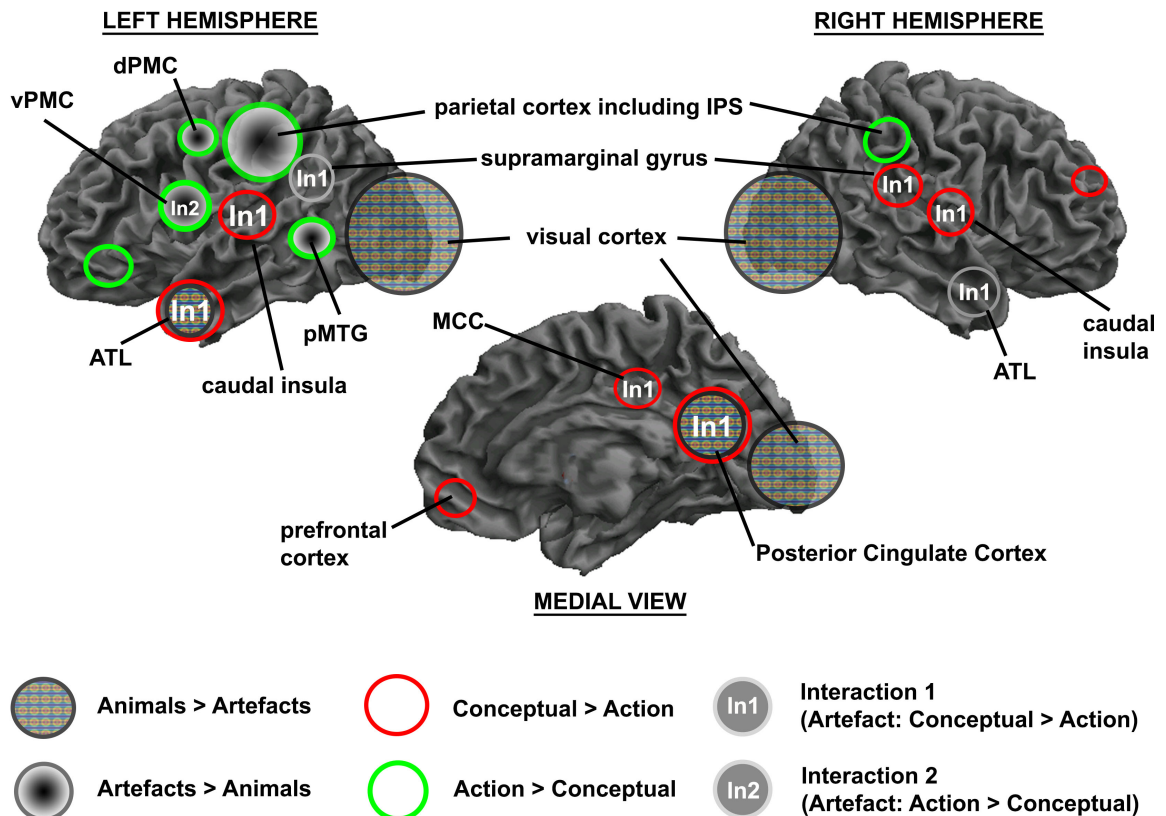 LEFT HEMISPHERE
RIGHT HEMISPHERE
dPMC
vPMC
parietal cortex including IPS
supramarginal gyrus
In1
In1
In2
In1
In1
visual cortex
In1
In1
pMTG
ATL
caudal insula
MCC
In1
In1
caudal
insula
ATL
prefrontal
cortex
Posterior Cingulate Cortex
MEDIAL VIEW
Animals > Artefacts
Conceptual > Action
In1
Interaction 1
(Artefact: Conceptual > Action)
Artefacts > Animals
Action > Conceptual
In2
Interaction 2
(Artefact: Action > Conceptual)